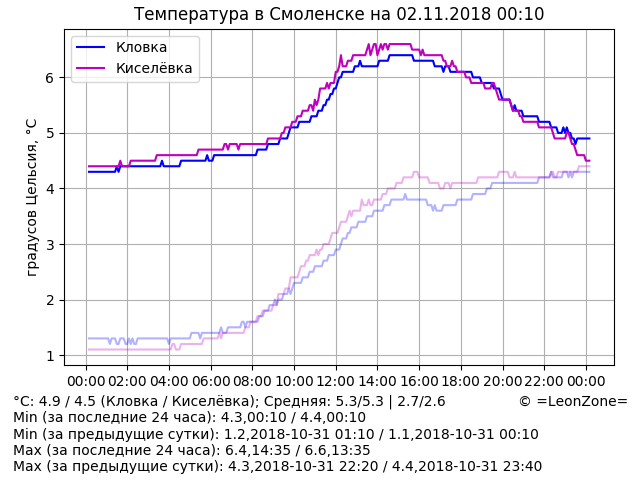 Температура в Смоленске на 02.11.2018 00:10
Кловка
Киселёвка
градусов Цельсия, °C
6
5
4
3
2
1
00:00 02:00 04:00 06:00 08:00 10:00 12:00 14:00 16:00 18:00 20:00 22:00 00:00
°C: 4.9 / 4.5 (Кловка / Киселёвка); Средняя: 5.3/5.3 | 2.7/2.6 © =LeonZone=
Min (за последние 24 часа): 4.3,00:10 / 4.4,00:10
Min (за предыдущие сутки): 1.2,2018-10-31 01:10 / 1.1,2018-10-31 00:10
Max (за последние 24 часа): 6.4,14:35 / 6.6,13:35
Max (за предыдущие сутки): 4.3,2018-10-31 22:20 / 4.4,2018-10-31 23:40